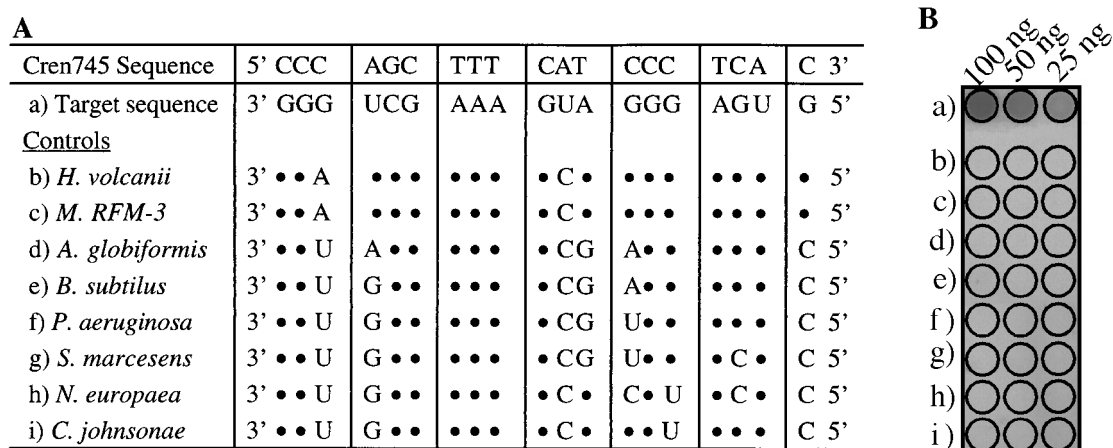 A
Cren745 Sequence 5' CCC AGC TTT CAT CCC TCA C 3'
a) Target sequence 3' GGG UCG AAA GUA GGG AGU G 5'
Controls
b) H. volcanii 3' • • A • • • • • • • C • • • • • • • • 5'
c) M. RFM-3 3' • • A • • • • • • • C • • • • • • • • 5'
d) A. globiformis 3' • • U A • • • • • • CG A• • • • • C 5'
e) B. subtilus 3' • • U G • • • • • • CG A• • • • • C 5'
f) P. aeruginosa 3' • • U G • • • • • • CG U• • • • • C 5'
g) S. marcesens 3' • • U G • • • • • • CG U• • • C • C 5'
h) N. europaea 3' • • U G • • • • • • C • C• U • C • C 5'
i) C. johnsonae 3' • • U G • • • • • • C • • • U • • • C 5'
B
100 ng 50 ng 25 ng
a)
b)
c)
d)
e)
f)
g)
h)
i)